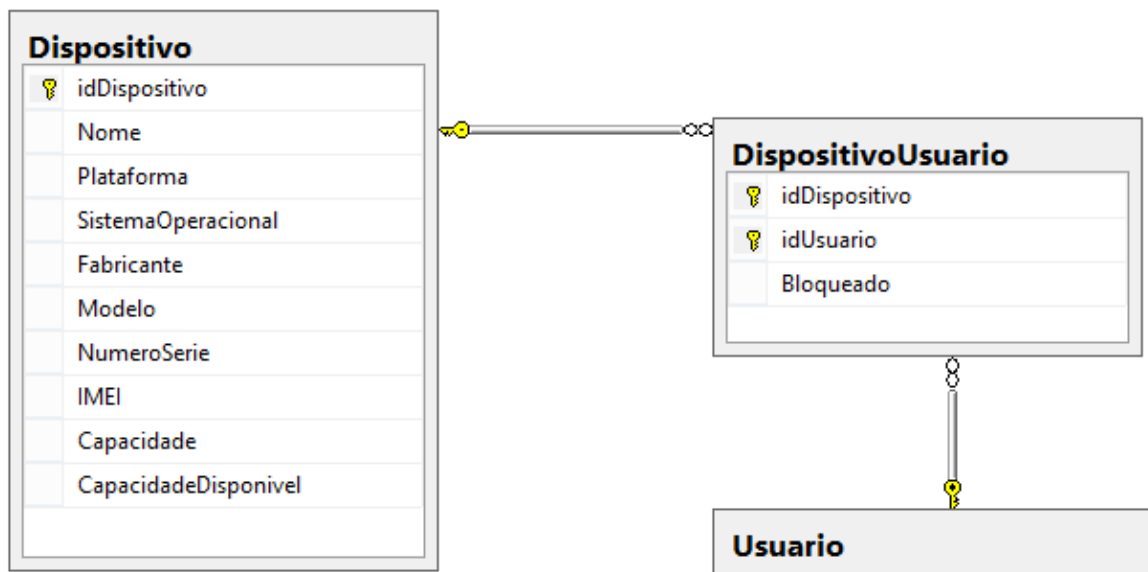 Dispositivo
idDispositivo
Nome
Plataforma
SistemaOperacional
Fabricante
Modelo
NumeroSerie
IMEI
Capacidade
CapacidadeDisponivel
DispositivoUsuario
idDispositivo
idUsuario
Bloqueado
Usuario